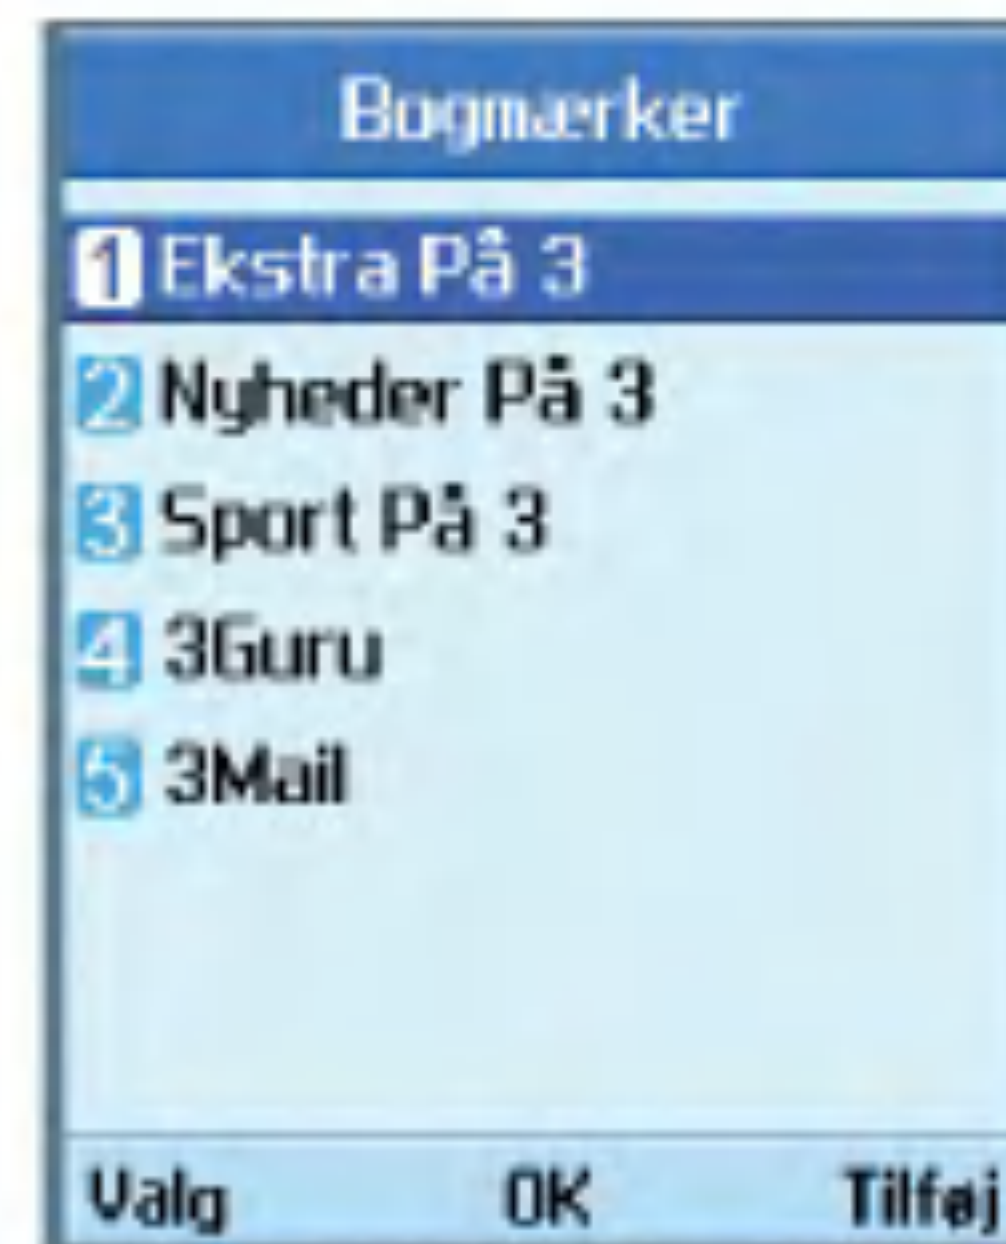 Bogmærker
1 Ekstra På 3
2 Nyheder På 3
3 Sport På 3
4 3Guru
5 3Mail
Valg OK Tilføj